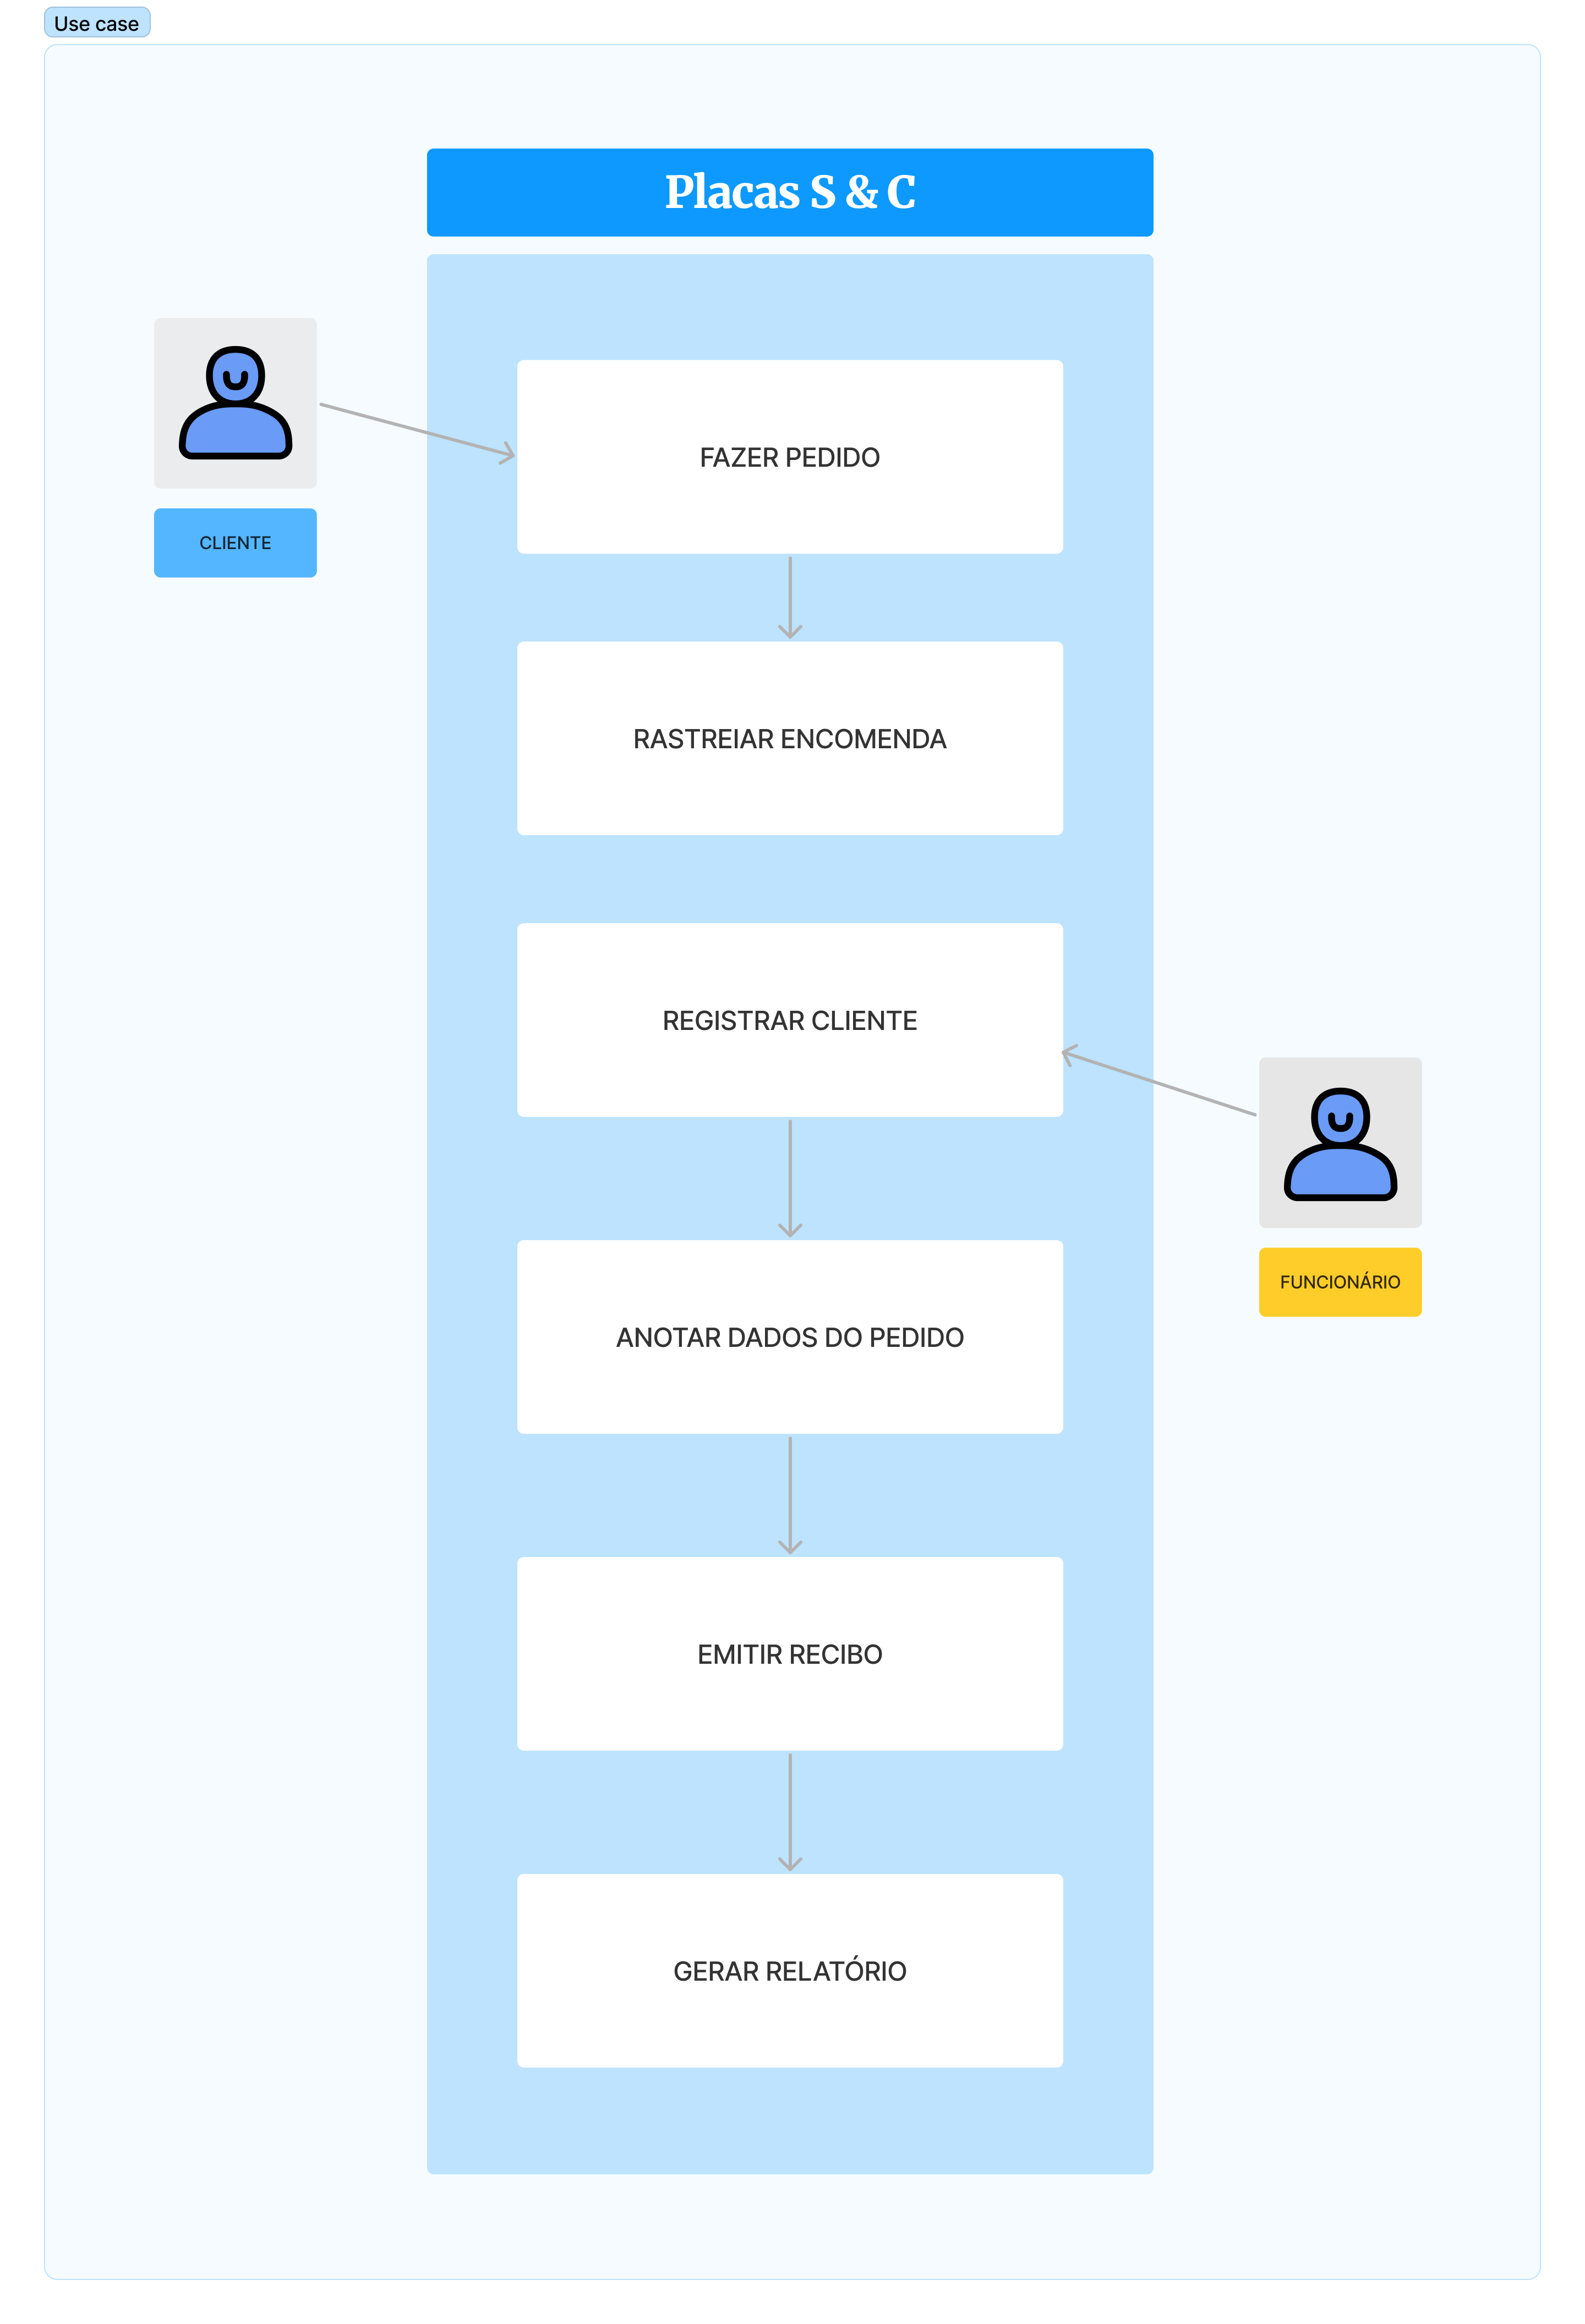 Use case
Placas S & C
FAZER PEDIDO
CLIENTE
RASTREIAR ENCOMENDA
REGISTRAR CLIENTE
FUNCIONÁRIO
ANOTAR DADOS DO PEDIDO
EMITIR RECIBO
GERAR RELATÓRIO